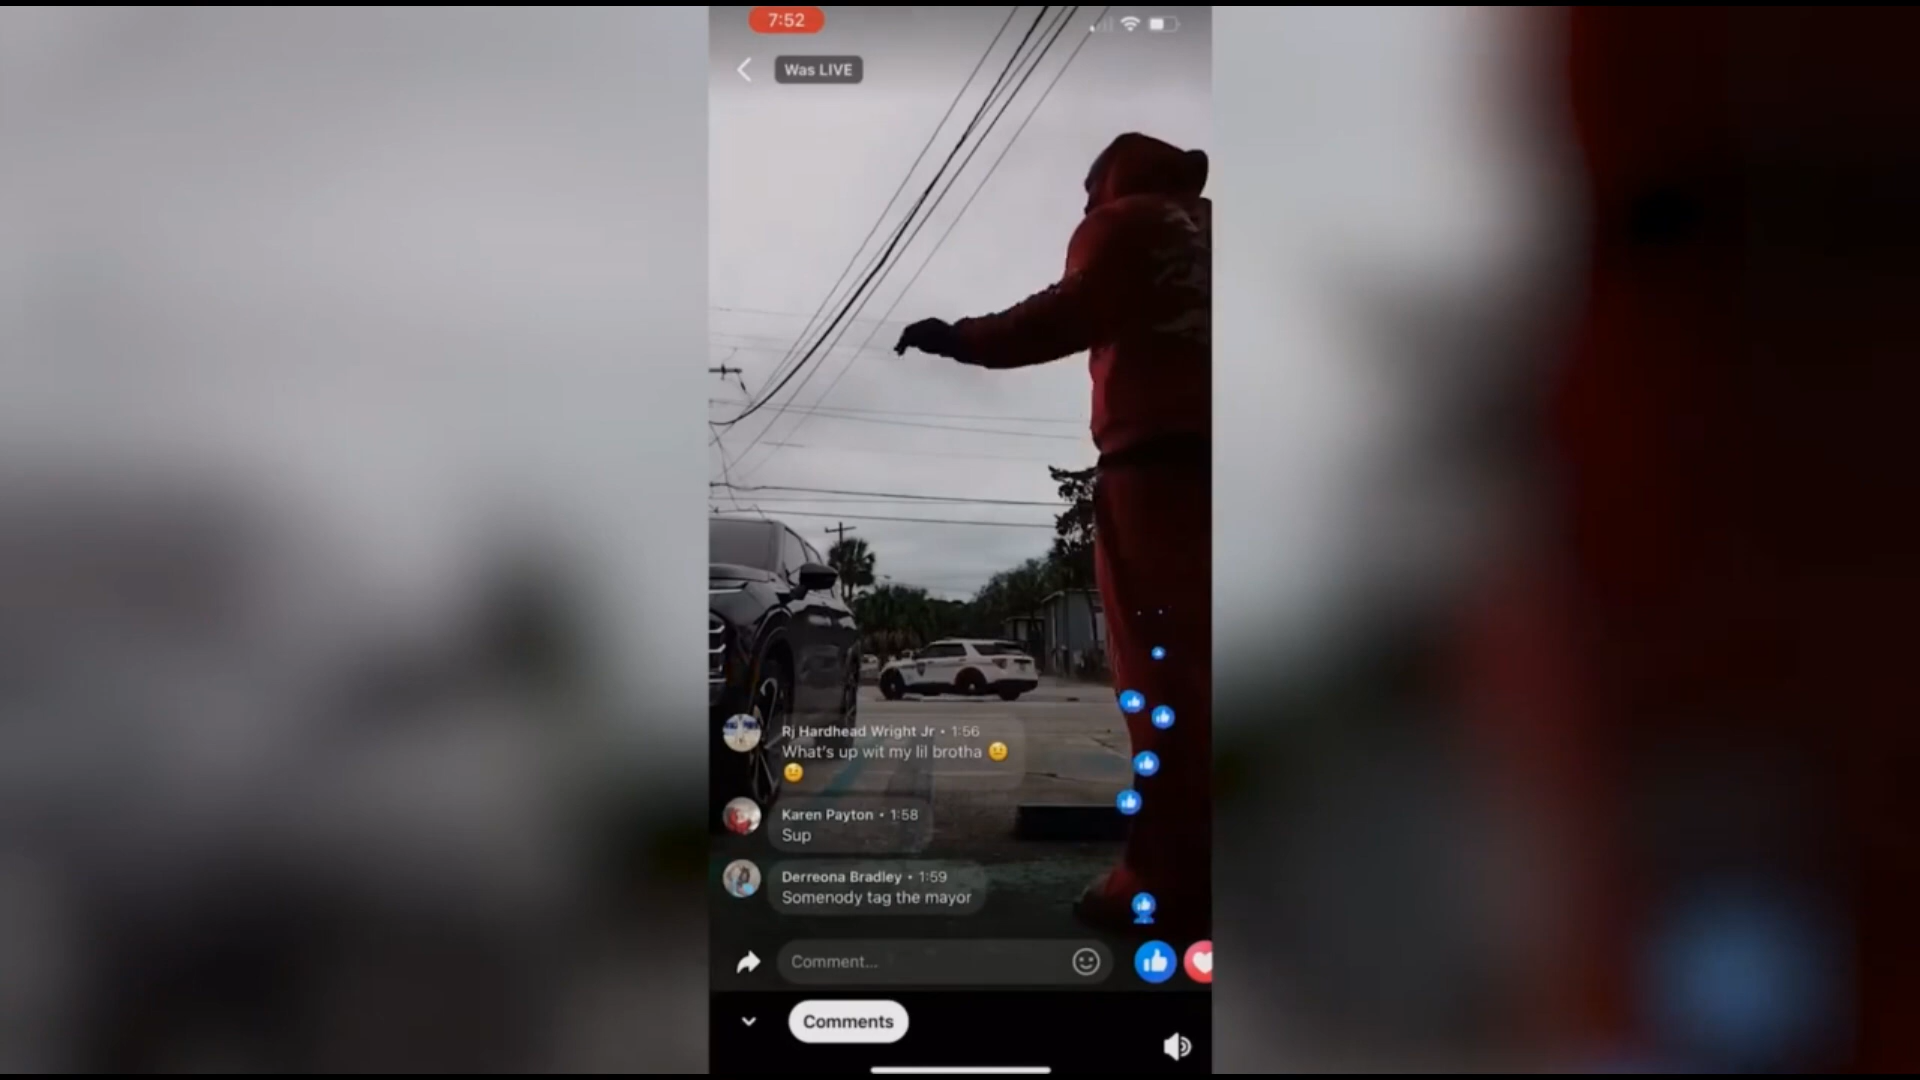 7:52
Was LIVE
Rj Hardhead Wright Jr • 1:56
What's up wit my lil brotha 😐
😐
Karen Payton • 1:58
Sup
Derreona Bradley • 1:59
Somenody tag the mayor
Comment...
Comments